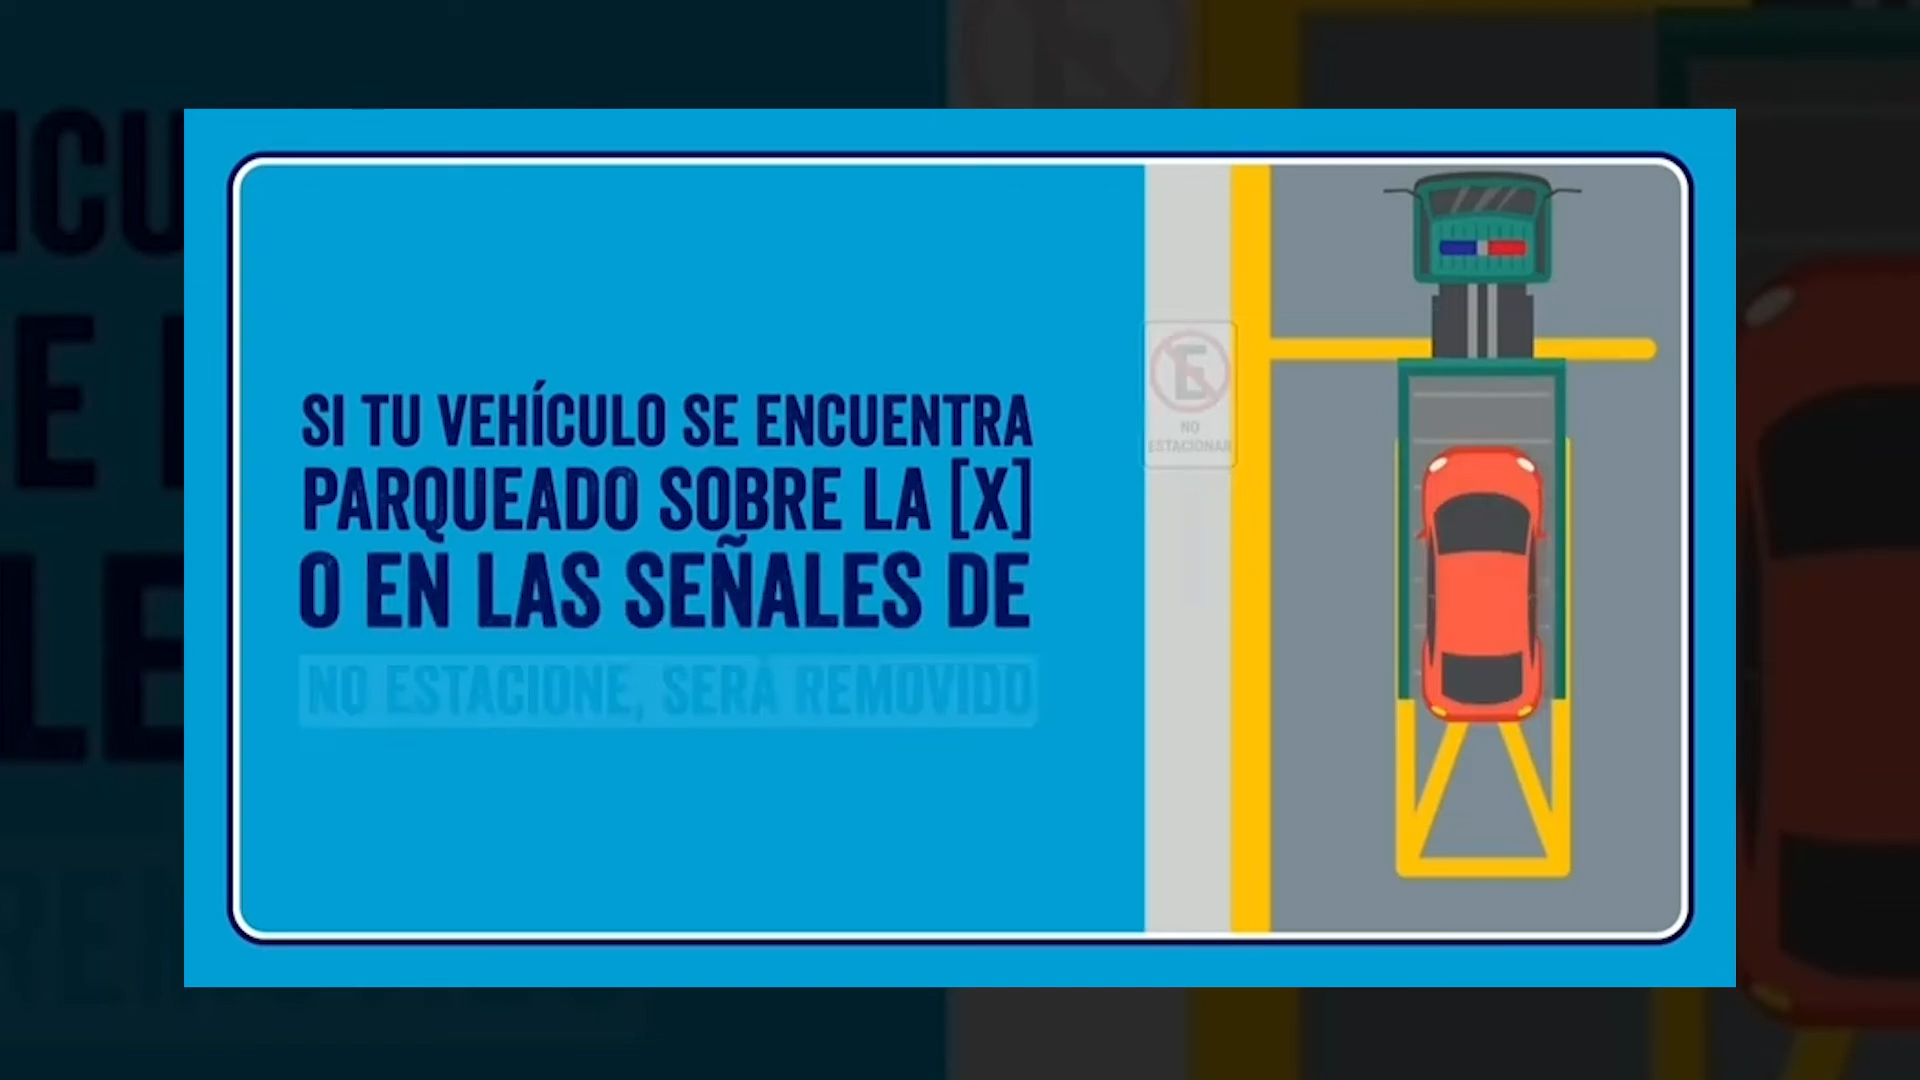 SI TU VEHÍCULO SE ENCUENTRA
PARQUEADO SOBRE LA [X]
O EN LAS SEÑALES DE
NO ESTACIONE, SERÁ REMOVIDO
E
NO
ESTACIONAR